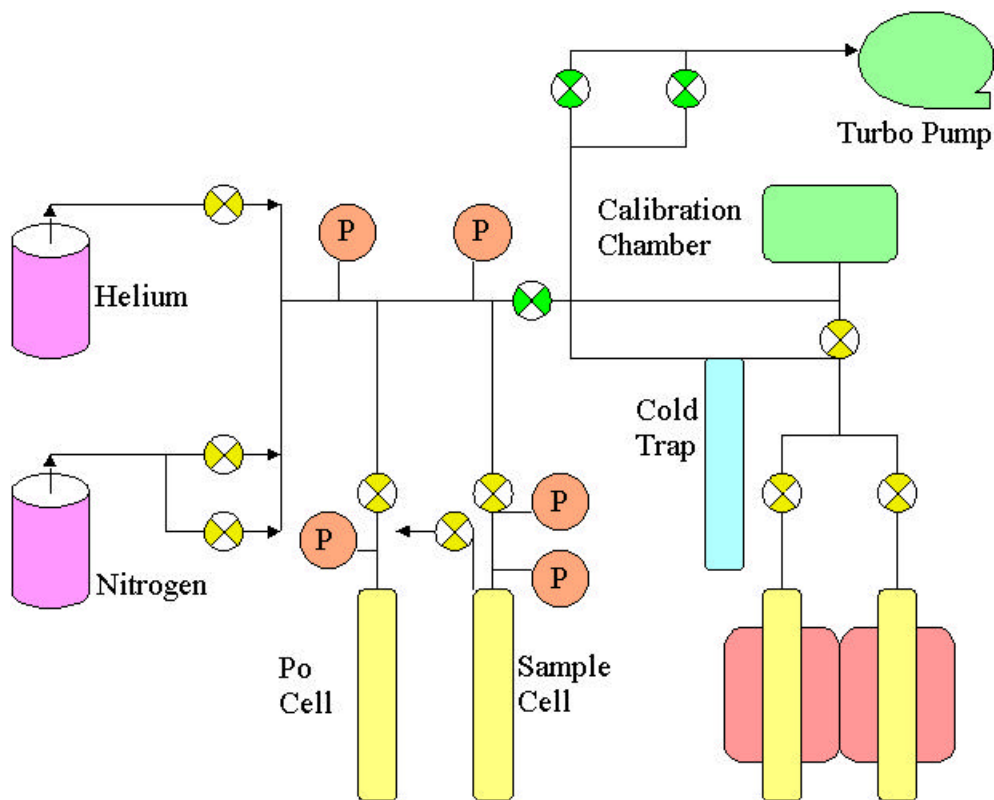 Turbo Pump
Calibration
Chamber
P
P
Helium
Cold
Trap
P
P
P
Nitrogen
Po
Cell
Sample
Cell